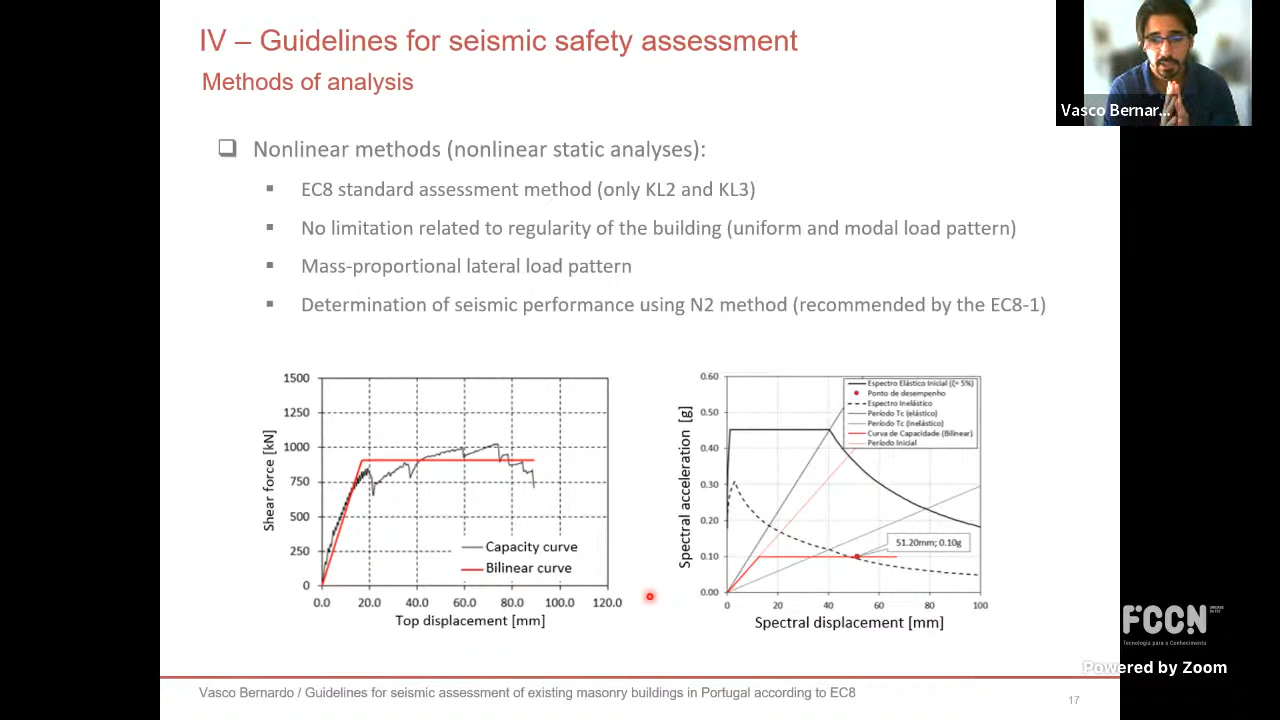 IV – Guidelines for seismic safety assessment
Methods of analysis
Vasco Bernar...
Nonlinear methods (nonlinear static analyses):
EC8 standard assessment method (only KL2 and KL3)
No limitation related to regularity of the building (uniform and modal load pattern)
Mass-proportional lateral load pattern
Determination of seismic performance using N2 method (recommended by the EC8-1)
1500
1250
1000
750
500
250
0
Shear force [kN]
Capacity curve
Bilinear curve
0.0 20.0 40.0 60.0 80.0 100.0 120.0
Top displacement [mm]
0.60
0.50
0.40
0.30
0.20
0.10
0.00
Spectral acceleration [g]
Espectro Elástico Inicial (ζ= 5%)
Ponto de desempenho
Espectro Inelástico
Período Tc (elástico)
Período Tc (inelástico)
Curva de Capacidade (Bilinear)
Período Inicial
51.20mm; 0.10g
0 20 40 60 80 100
Spectral displacement [mm]
FCCN
Tecnologia para o Conhecimento
Powered by Zoom
Vasco Bernardo / Guidelines for seismic assessment of existing masonry buildings in Portugal according to EC8
17